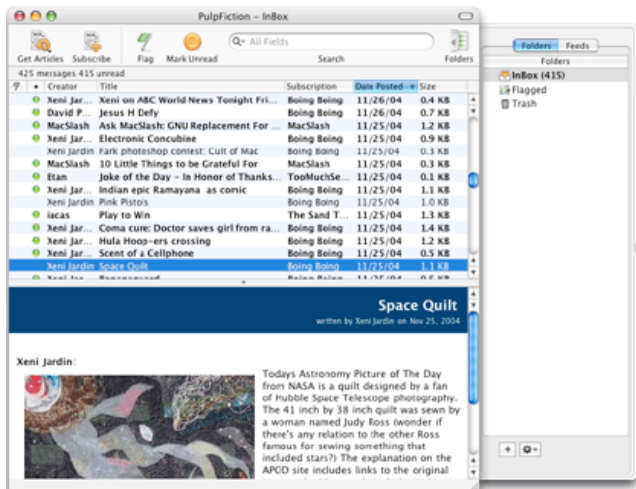 PulpFiction – InBox
Get Articles Subscribe Flag Mark Unread All Fields Search Folders
425 messages 415 unread
Creator Title Subscription Date Posted Size
Xeni Jar... Xeni on ABC World News Tonight Fri... Boing Boing 11/26/04 0.4 KB
David P... Jesus H Defy Boing Boing 11/26/04 0.7 KB
MacSlash Ask MacSlash: GNU Replacement For ... MacSlash 11/25/04 1.2 KB
Xeni Jar... Electronic Concubine Boing Boing 11/25/04 0.9 KB
Xeni Jardin Fark photoshop contest: Cult of Mac Boing Boing 11/25/04 0.3 KB
MacSlash 10 Little Things to be Grateful For MacSlash 11/25/04 0.3 KB
Etan Joke of the Day – In Honor of Thanks... TooMuchSe... 11/25/04 0.1 KB
Xeni Jar... Indian epic Ramayana as comic Boing Boing 11/25/04 1.1 KB
Xeni Jardin Pink Pistols Boing Boing 11/25/04 1.0 KB
iacas Play to Win The Sand T... 11/25/04 1.3 KB
Xeni Jar... Coma cure: Doctor saves girl from ra... Boing Boing 11/25/04 1.4 KB
Xeni Jar... Hula Hoop-ers crossing Boing Boing 11/25/04 1.2 KB
Xeni Jar... Scent of a Cellphone Boing Boing 11/25/04 0.5 KB
Xeni Jardin Space Quilt Boing Boing 11/25/04 1.1 KB
Space Quilt
written by Xeni Jardin on Nov 25, 2004
Xeni Jardin:
Todays Astronomy Picture of The Day
from NASA is a quilt designed by a fan
of Hubble Space Telescope photography.
The 41 inch by 38 inch quilt was sewn by
a woman named Judy Ross (wonder if
there's any relation to the other Ross
famous for sewing something that
included stars?) The explanation on the
APOD site includes links to the original
Folders Feeds
Folders
InBox (415)
Flagged
Trash